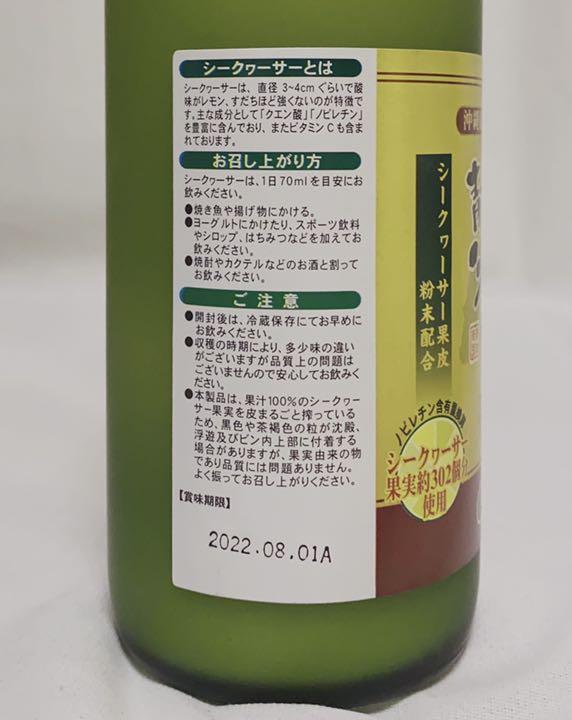 シークヮーサーとは
シークヮーサーは、直径 3~4cm ぐらいで酸
味がレモン、すだちほど強くないのが特徴で
す。主な成分として「クエン酸」「ノビレチン」
を豊富に含んでおり、またビタミン C も含ま
れております。
お召し上がり方
シークヮーサーは、1日 70ml を目安にお
飲みください。
●焼き魚や揚げ物にかける。
●ヨーグルトにかけたり、スポーツ飲料
やシロップ、はちみつなどを加えてお
飲みください。
●焼酎やカクテルなどのお酒と割って
お飲みください。
ご 注 意
●開封後は、冷蔵保存にてお早めに
お飲みください。
●収穫の時期により、多少味の違い
がございますが品質上の問題は
ございませんので安心してお飲みく
ださい。
●本製品は、果汁100%のシークヮー
サー果実を皮まるごと搾っている
ため、黒色や茶褐色の粒が沈殿、
浮遊及びビン内上部に付着する
場合がありますが、果実由来の物
であり品質には問題ありません。
よく振ってお召し上がりください。
【賞味期限】
2022.08.01A
沖縄
シークヮーサー果皮
粉末配合
ノビレチン含有
シークヮーサー
果実約302個分
使用